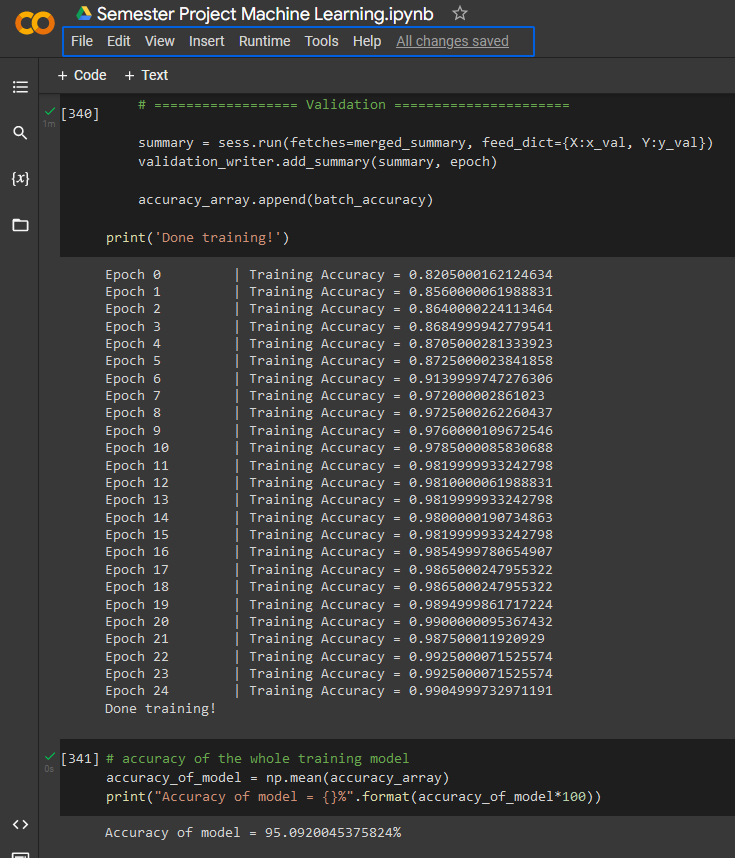 Semester Project Machine Learning.ipynb
File Edit View Insert Runtime Tools Help All changes saved
+ Code + Text
[340]
1m
# ================== Validation ======================
summary = sess.run(fetches=merged_summary, feed_dict={X:x_val, Y:y_val})
validation_writer.add_summary(summary, epoch)
accuracy_array.append(batch_accuracy)
print('Done training!')
Epoch 0 | Training Accuracy = 0.8205000162124634
Epoch 1 | Training Accuracy = 0.8560000061988831
Epoch 2 | Training Accuracy = 0.8640000224113464
Epoch 3 | Training Accuracy = 0.8684999942779541
Epoch 4 | Training Accuracy = 0.8705000281333923
Epoch 5 | Training Accuracy = 0.8725000023841858
Epoch 6 | Training Accuracy = 0.9139999747276306
Epoch 7 | Training Accuracy = 0.972000002861023
Epoch 8 | Training Accuracy = 0.9725000262260437
Epoch 9 | Training Accuracy = 0.9760000109672546
Epoch 10 | Training Accuracy = 0.9785000085830688
Epoch 11 | Training Accuracy = 0.9819999933242798
Epoch 12 | Training Accuracy = 0.9810000061988831
Epoch 13 | Training Accuracy = 0.9819999933242798
Epoch 14 | Training Accuracy = 0.9800000190734863
Epoch 15 | Training Accuracy = 0.9819999933242798
Epoch 16 | Training Accuracy = 0.9854999780654907
Epoch 17 | Training Accuracy = 0.9865000247955322
Epoch 18 | Training Accuracy = 0.9865000247955322
Epoch 19 | Training Accuracy = 0.9894999861717224
Epoch 20 | Training Accuracy = 0.9900000095367432
Epoch 21 | Training Accuracy = 0.987500011920929
Epoch 22 | Training Accuracy = 0.9925000071525574
Epoch 23 | Training Accuracy = 0.9925000071525574
Epoch 24 | Training Accuracy = 0.9904999732971191
Done training!
[341] # accuracy of the whole training model
0s
accuracy_of_model = np.mean(accuracy_array)
print("Accuracy of model = {}%".format(accuracy_of_model*100))
Accuracy of model = 95.0920045375824%